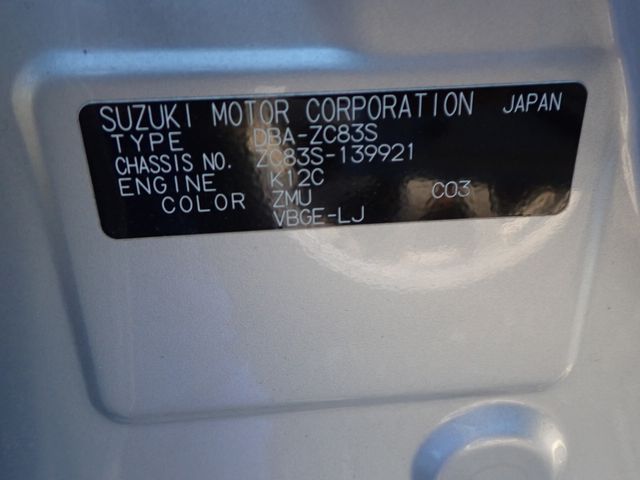 SUZUKI MOTOR CORPORATION JAPAN
TYPE DBA-ZC83S
CHASSIS NO. ZC83S-139921
ENGINE K12C
COLOR ZMU C03
VBGE-LJ